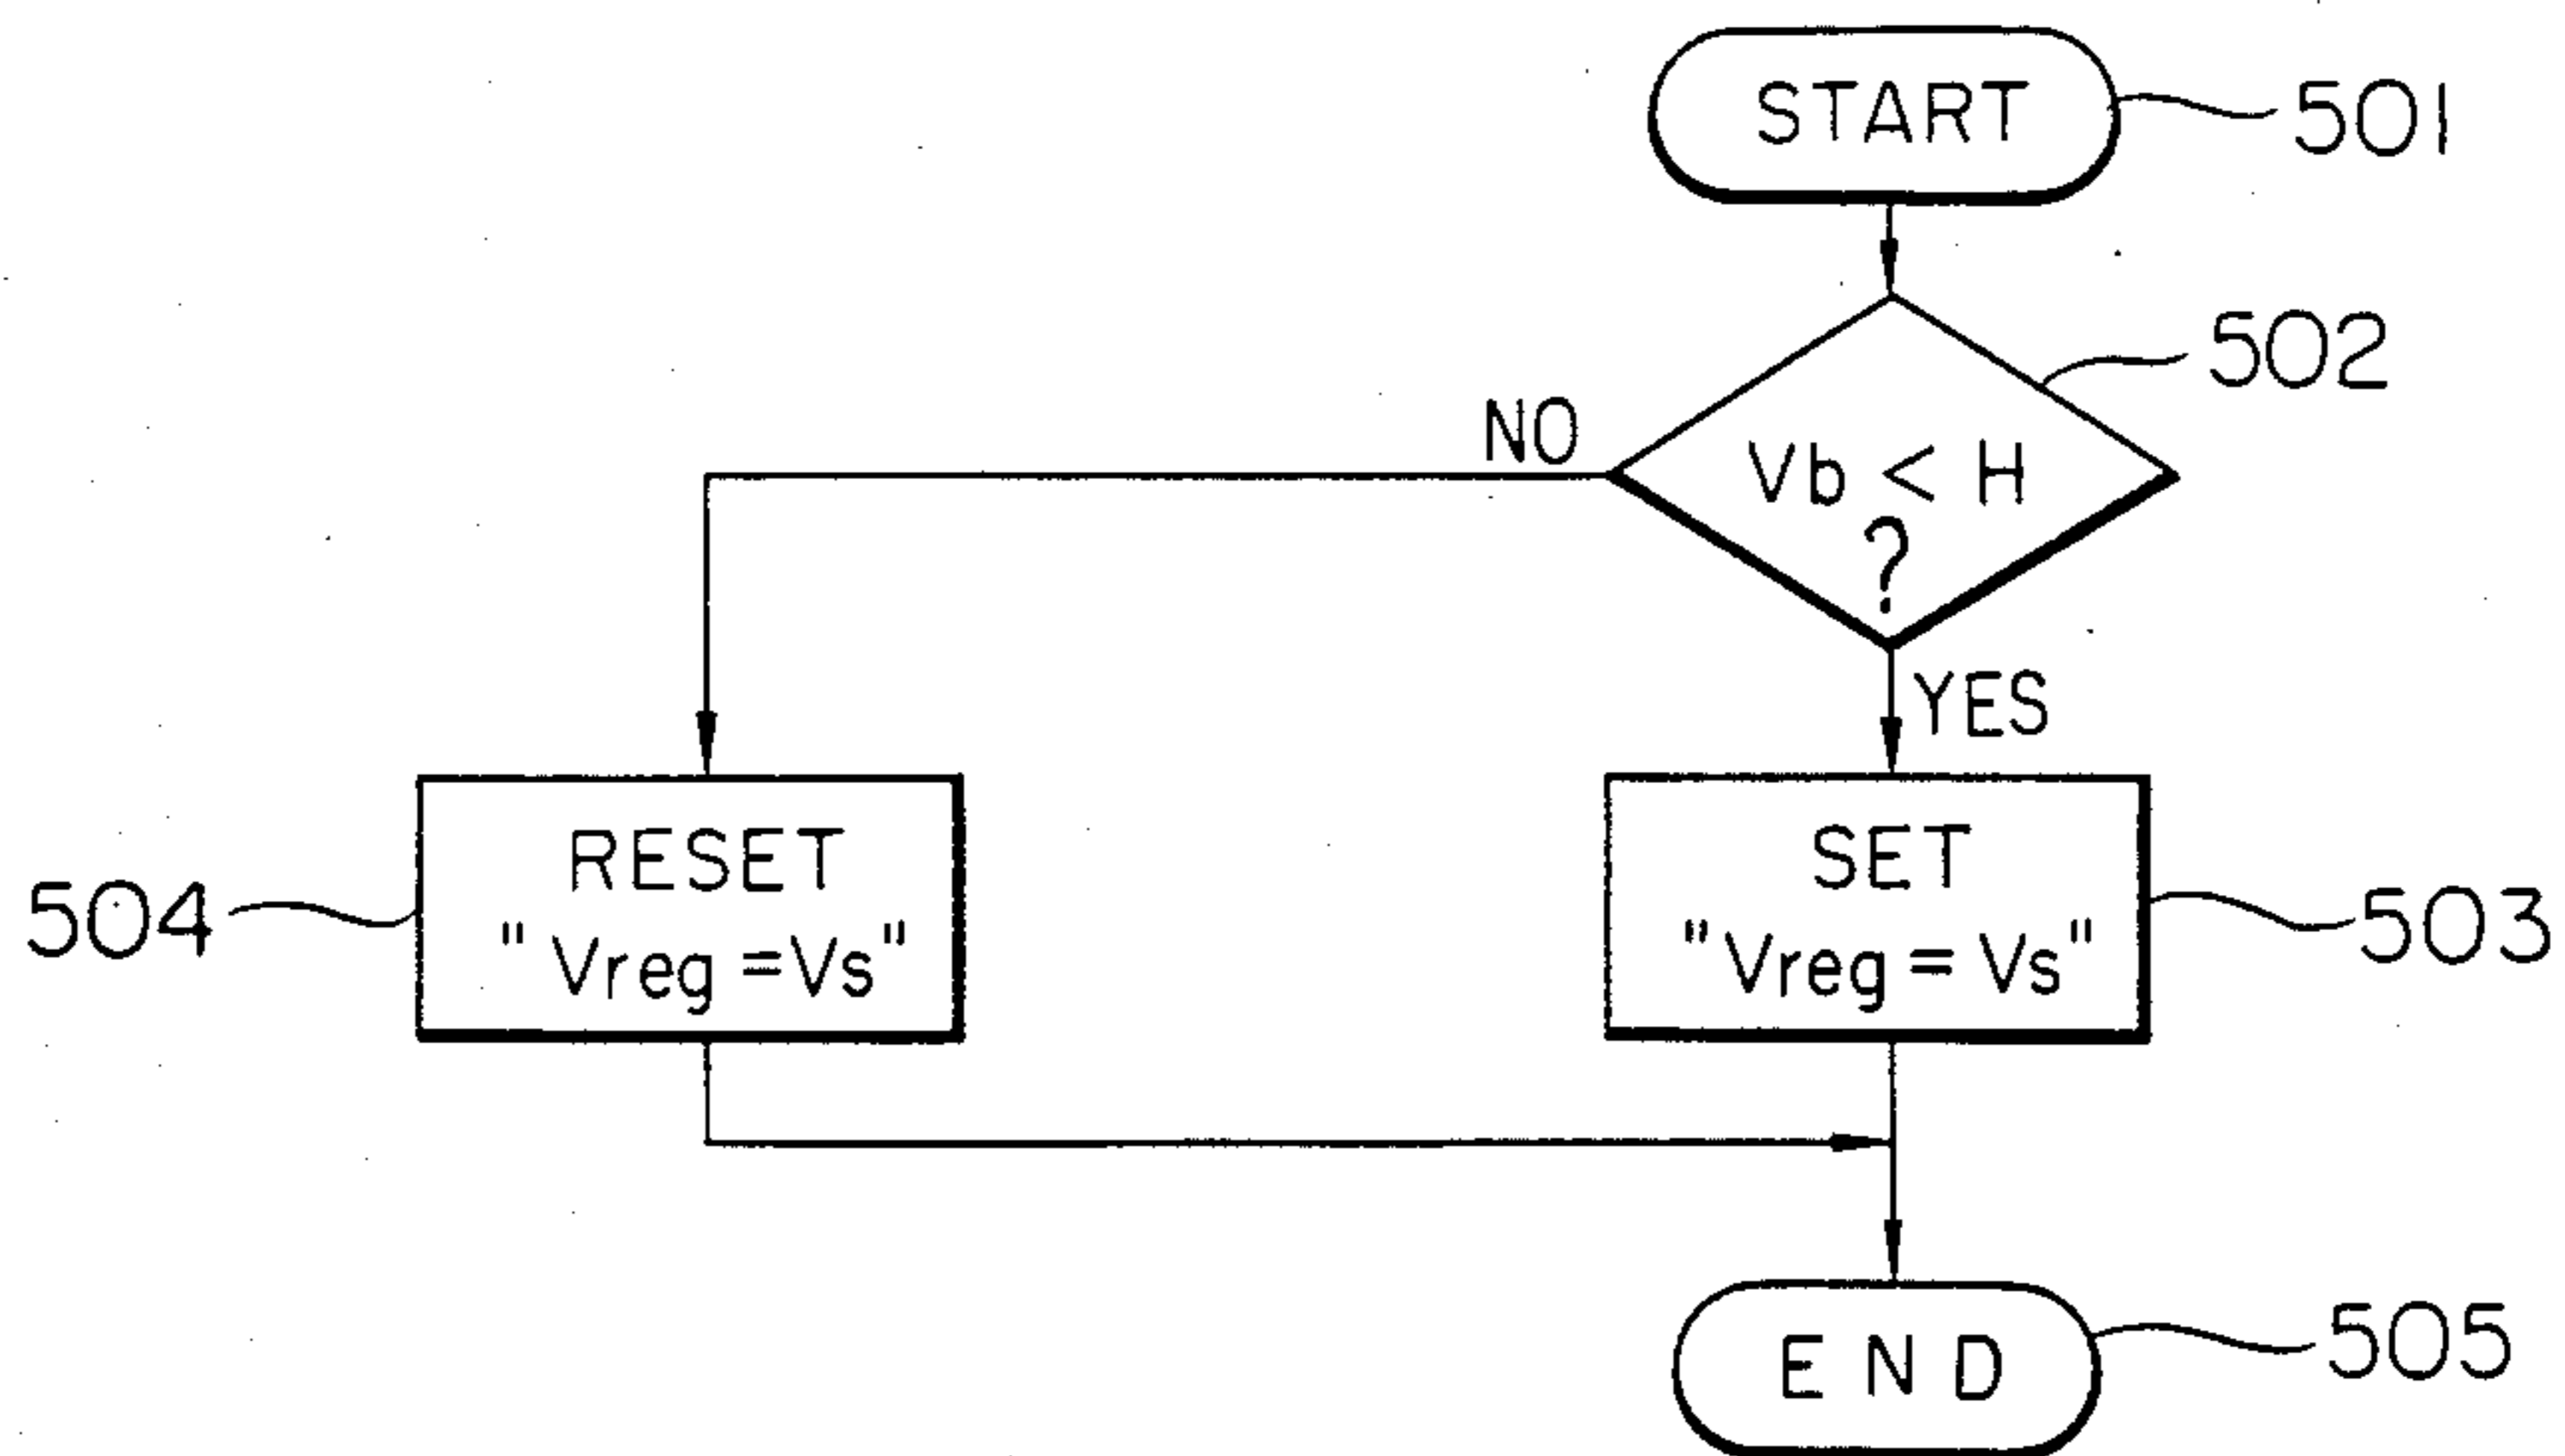 START
501
502
NO
Vb < H
?
YES
RESET
"Vreg =Vs"
504
SET
"Vreg = Vs"
503
END
505